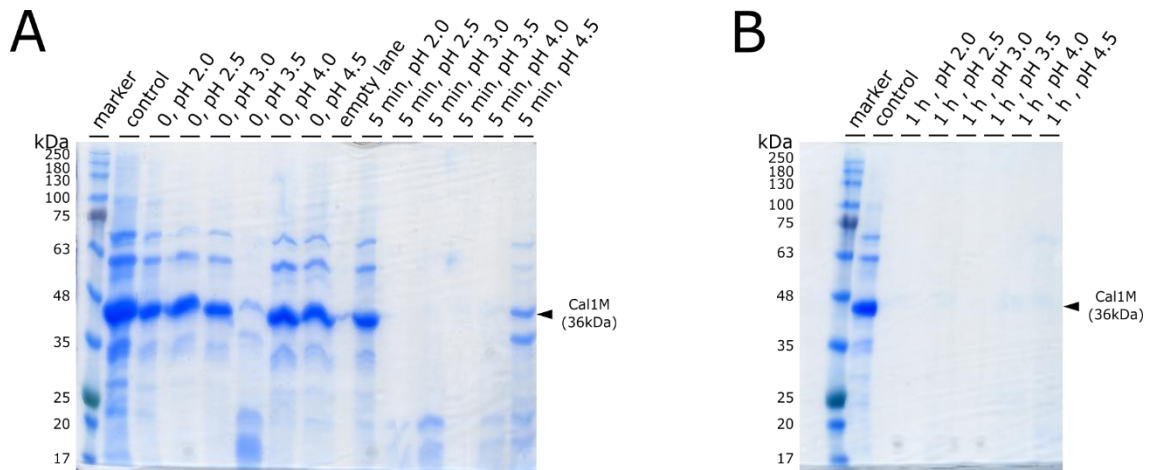 A
marker
control
0, pH 2.0
0, pH 2.5
0, pH 3.0
0, pH 3.5
0, pH 4.0
0, pH 4.5
empty lane
5 min, pH 2.0
5 min, pH 2.5
5 min, pH 3.0
5 min, pH 3.5
5 min, pH 4.0
5 min, pH 4.5
kDa
250
180
130
100
75
63
48
35
25
20
17
Cal1M
(36kDa)
B
marker
control
1 h , pH 2.0
1 h , pH 2.5
1 h , pH 3.0
1 h , pH 3.5
1 h , pH 4.0
1 h , pH 4.5
kDa
250
180
130
100
75
63
48
35
25
20
17
Cal1M
(36kDa)